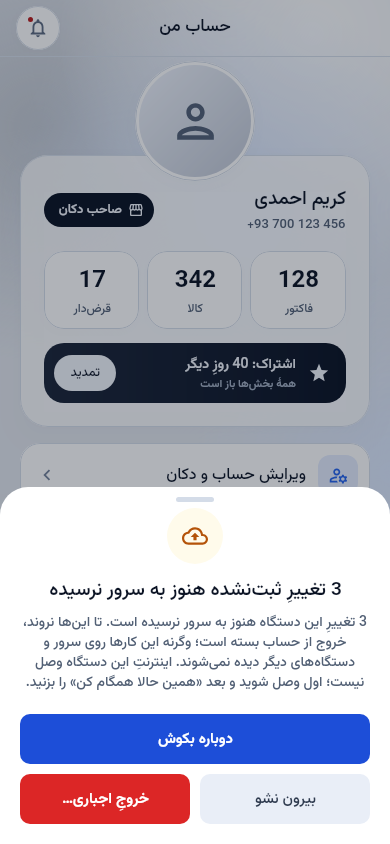 حساب من
کریم احمدی
+93 700 123 456
صاحب دکان
128
فاکتور
342
کالا
17
قرض‌دار
اشتراک: 40 روزِ دیگر
همهٔ بخش‌ها باز است
تمدید
ویرایش حساب و دکان
3 تغییرِ ثبت‌نشده هنوز به سرور نرسیده
3 تغییرِ این دستگاه هنوز به سرور نرسیده است. تا این‌ها نروند،
خروج از حساب بسته است؛ وگرنه این کارها روی سرور و
دستگاه‌های دیگر دیده نمی‌شوند. اینترنتِ این دستگاه وصل
نیست؛ اول وصل شوید و بعد «همین حالا همگام کن» را بزنید.
دوباره بکوش
بیرون نشو
خروجِ اجباری…